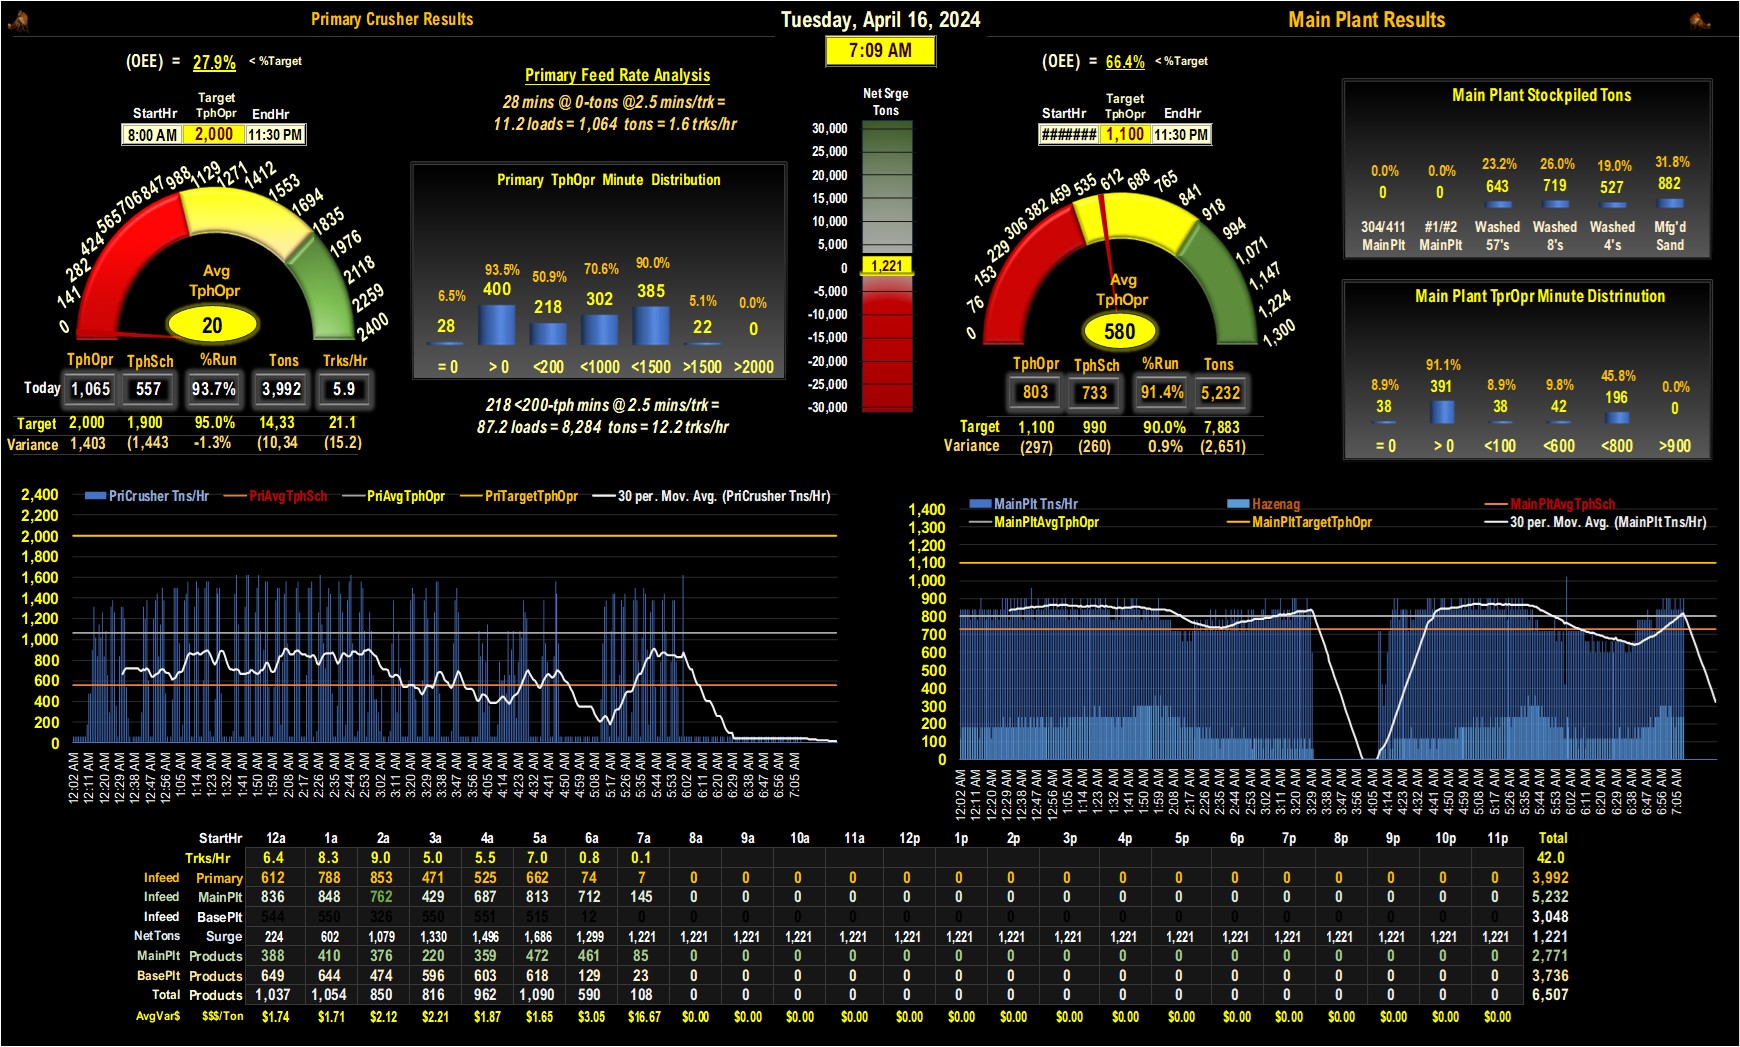 Primary Crusher Results
Tuesday, April 16, 2024
Main Plant Results
7:09 AM
(OEE) = 27.9% < %Target
StartHr Target TphOpr EndHr
8:00 AM 2,000 11:30 PM
0 141 282 424 565 706 847 988 1129 1271 1412 1553 1694 1835 1976 2118 2259 2400
Avg
TphOpr
20
TphOpr TphSch %Run Tons Trks/Hr
Today 1,065 557 93.7% 3,992 5.9
Target 2,000 1,900 95.0% 14,33 21.1
Variance 1,403 (1,443 -1.3% (10,34 (15.2)
Primary Feed Rate Analysis
28 mins @ 0-tons @2.5 mins/trk =
11.2 loads = 1,064 tons = 1.6 trks/hr
Primary TphOpr Minute Distribution
6.5% 93.5% 50.9% 70.6% 90.0% 5.1% 0.0%
28 400 218 302 385 22 0
= 0 > 0 <200 <1000 <1500 >1500 >2000
218 <200-tph mins @ 2.5 mins/trk =
87.2 loads = 8,284 tons = 12.2 trks/hr
Net Srge
Tons
30,000
25,000
20,000
15,000
10,000
5,000
0
1,221
-5,000
-10,000
-15,000
-20,000
-25,000
-30,000
(OEE) = 66.4% < %Target
StartHr Target TphOpr EndHr
####### 1,100 11:30 PM
0 76 153 229 306 382 459 535 612 688 765 841 918 994 1,071 1,147 1,224 1,300
Avg
TphOpr
580
TphOpr TphSch %Run Tons
803 733 91.4% 5,232
Target 1,100 990 90.0% 7,883
Variance (297) (260) 0.9% (2,651)
Main Plant Stockpiled Tons
0.0% 0.0% 23.2% 26.0% 19.0% 31.8%
0 0 643 719 527 882
304/411 #1/#2 Washed Washed Washed Mfg'd
MainPlt MainPlt 57's 8's 4's Sand
Main Plant TprOpr Minute Distrinution
8.9% 91.1% 8.9% 9.8% 45.8% 0.0%
38 391 38 42 196 0
= 0 > 0 <100 <600 <800 >900
PriCrusher Tns/Hr PriAvgTphSch PriAvgTphOpr PriTargetTphOpr 30 per. Mov. Avg. (PriCrusher Tns/Hr)
2,400
2,200
2,000
1,800
1,600
1,400
1,200
1,000
800
600
400
200
0
12:02 AM 12:11 AM 12:20 AM 12:29 AM 12:38 AM 12:47 AM 12:56 AM 1:05 AM 1:14 AM 1:23 AM 1:32 AM 1:41 AM 1:50 AM 1:59 AM 2:08 AM 2:17 AM 2:26 AM 2:35 AM 2:44 AM 2:53 AM 3:02 AM 3:11 AM 3:20 AM 3:29 AM 3:38 AM 3:47 AM 3:56 AM 4:05 AM 4:14 AM 4:23 AM 4:32 AM 4:41 AM 4:50 AM 4:59 AM 5:08 AM 5:17 AM 5:26 AM 5:35 AM 5:44 AM 5:53 AM 6:02 AM 6:11 AM 6:20 AM 6:29 AM 6:38 AM 6:47 AM 6:56 AM 7:05 AM
MainPlt Tns/Hr Hazenag MainPltAvgTphSch
MainPltAvgTphOpr MainPltTargetTphOpr 30 per. Mov. Avg. (MainPlt Tns/Hr)
1,400
1,300
1,200
1,100
1,000
900
800
700
600
500
400
300
200
100
0
12:02 AM 12:11 AM 12:20 AM 12:29 AM 12:38 AM 12:47 AM 12:56 AM 1:05 AM 1:14 AM 1:23 AM 1:32 AM 1:41 AM 1:50 AM 1:59 AM 2:08 AM 2:17 AM 2:26 AM 2:35 AM 2:44 AM 2:53 AM 3:02 AM 3:11 AM 3:20 AM 3:29 AM 3:38 AM 3:47 AM 3:56 AM 4:05 AM 4:14 AM 4:23 AM 4:32 AM 4:41 AM 4:50 AM 4:59 AM 5:08 AM 5:17 AM 5:26 AM 5:35 AM 5:44 AM 5:53 AM 6:02 AM 6:11 AM 6:20 AM 6:29 AM 6:38 AM 6:47 AM 6:56 AM 7:05 AM
StartHr 12a 1a 2a 3a 4a 5a 6a 7a 8a 9a 10a 11a 12p 1p 2p 3p 4p 5p 6p 7p 8p 9p 10p 11p Total
Trks/Hr 6.4 8.3 9.0 5.0 5.5 7.0 0.8 0.1 42.0
Infeed Primary 612 788 853 471 525 662 74 7 0 0 0 0 0 0 0 0 0 0 0 0 0 0 0 0 3,992
Infeed MainPlt 836 848 762 429 687 813 712 145 0 0 0 0 0 0 0 0 0 0 0 0 0 0 0 0 5,232
Infeed BasePlt 544 550 326 550 551 515 12 0 0 0 0 0 0 0 0 0 0 0 0 0 0 0 0 0 3,048
NetTons Surge 224 602 1,079 1,330 1,496 1,686 1,299 1,221 1,221 1,221 1,221 1,221 1,221 1,221 1,221 1,221 1,221 1,221 1,221 1,221 1,221 1,221 1,221 1,221 1,221
MainPlt Products 388 410 376 220 359 472 461 85 0 0 0 0 0 0 0 0 0 0 0 0 0 0 0 0 2,771
BasePlt Products 649 644 474 596 603 618 129 23 0 0 0 0 0 0 0 0 0 0 0 0 0 0 0 0 3,736
Total Products 1,037 1,054 850 816 962 1,090 590 108 0 0 0 0 0 0 0 0 0 0 0 0 0 0 0 0 6,507
AvgVar$ $$$/Ton $1.74 $1.71 $2.12 $2.21 $1.87 $1.65 $3.05 $16.67 $0.00 $0.00 $0.00 $0.00 $0.00 $0.00 $0.00 $0.00 $0.00 $0.00 $0.00 $0.00 $0.00 $0.00 $0.00 $0.00